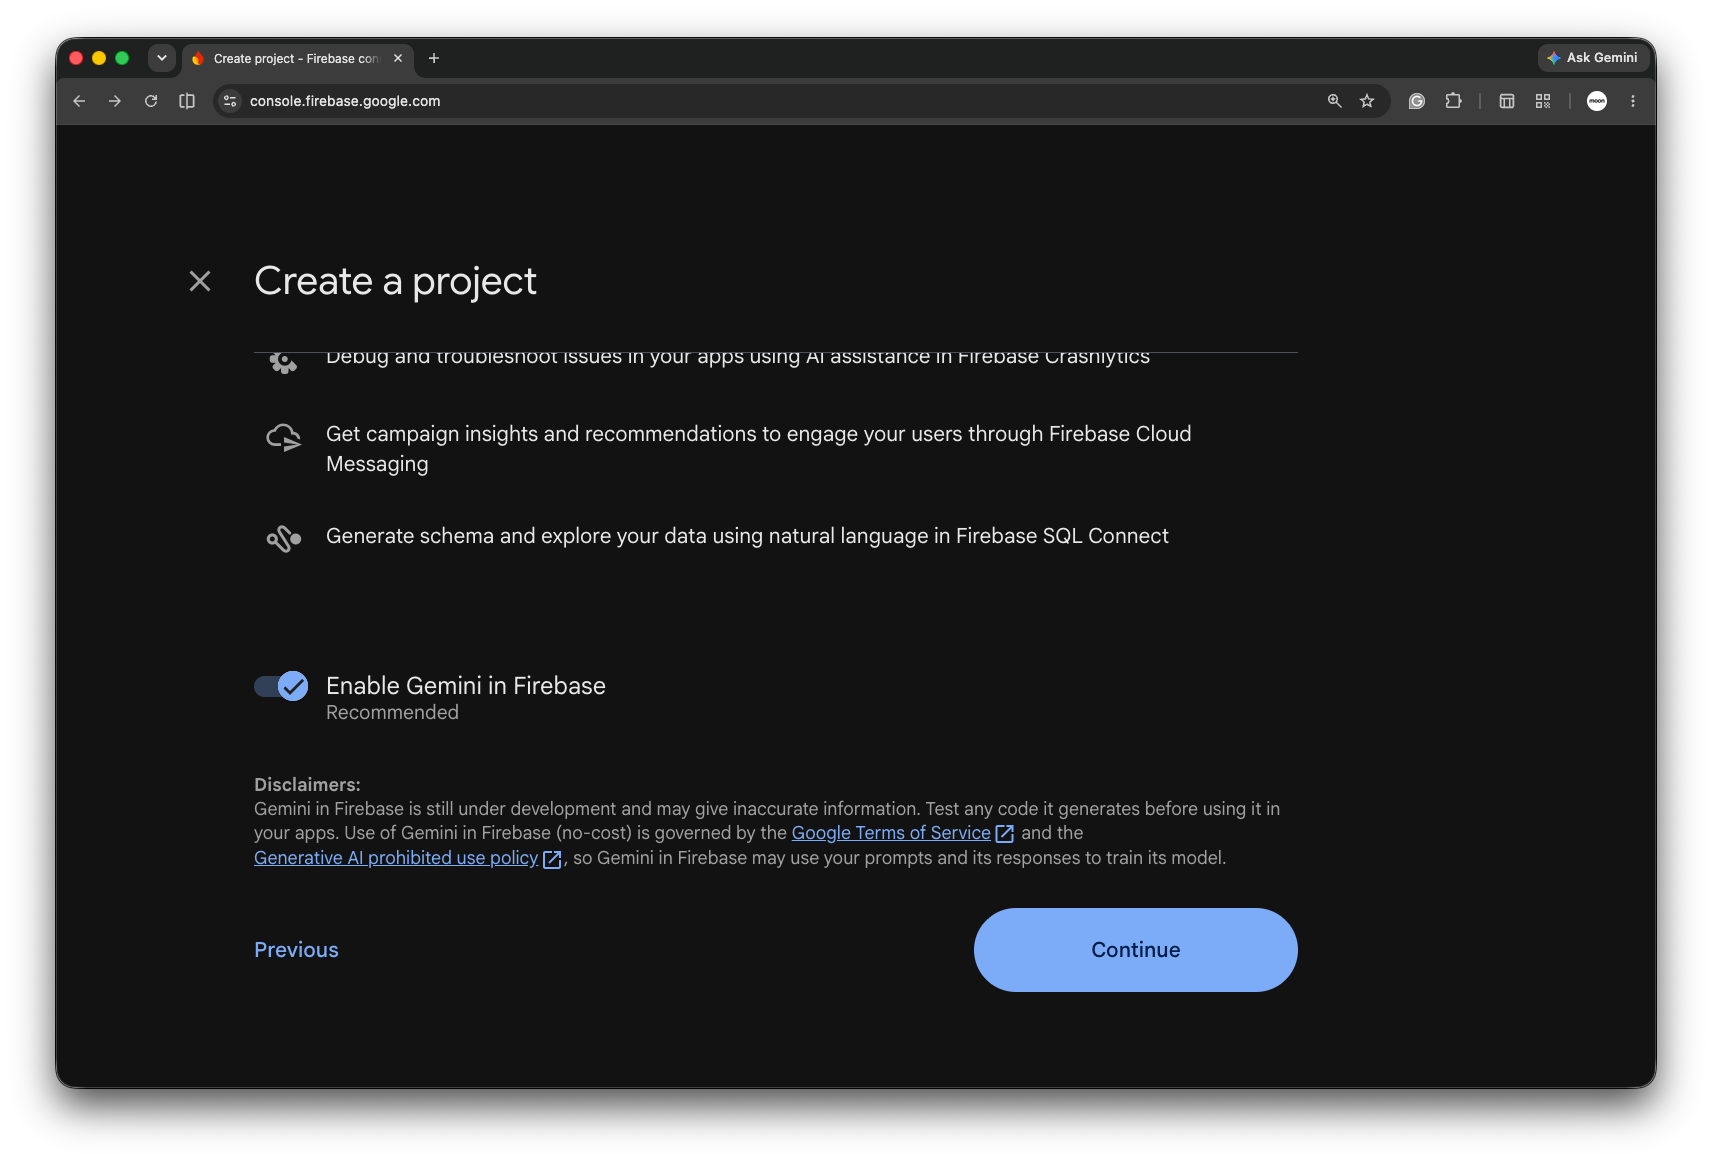 Create project - Firebase con
Ask Gemini
console.firebase.google.com
moon
Create a project
Debug and troubleshoot issues in your apps using AI assistance in Firebase Crashlytics
Get campaign insights and recommendations to engage your users through Firebase Cloud
Messaging
Generate schema and explore your data using natural language in Firebase SQL Connect
Enable Gemini in Firebase
Recommended
Disclaimers:
Gemini in Firebase is still under development and may give inaccurate information. Test any code it generates before using it in
your apps. Use of Gemini in Firebase (no-cost) is governed by the Google Terms of Service and the
Generative AI prohibited use policy, so Gemini in Firebase may use your prompts and its responses to train its model.
Previous
Continue